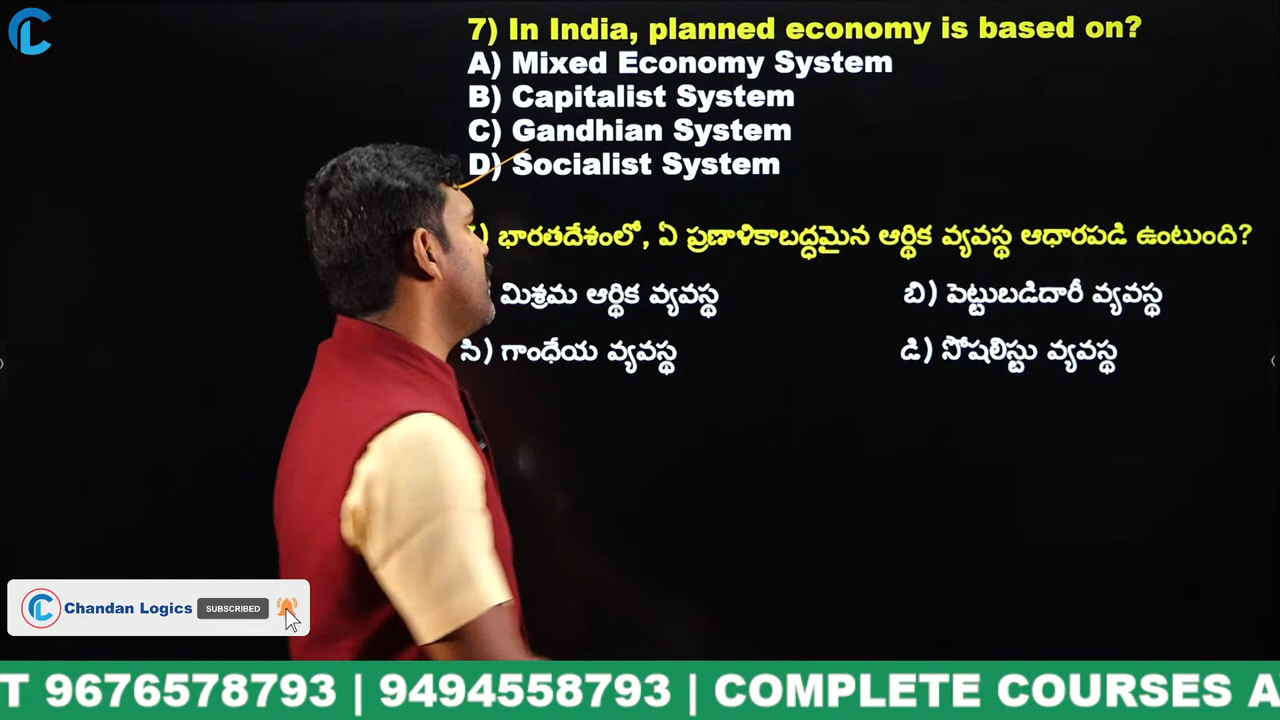 7) In India, planned economy is based on?
A) Mixed Economy System
B) Capitalist System
C) Gandhian System
D) Socialist System
) భారతదేశంలో, ఏ ప్రణాళికాబద్ధమైన ఆర్థిక వ్యవస్థ ఆధారపడి ఉంటుంది?
మిశ్రమ ఆర్థిక వ్యవస్థ బి) పెట్టుబడిదారీ వ్యవస్థ
సి) గాంధేయ వ్యవస్థ డి) సోషలిస్టు వ్యవస్థ
Chandan Logics SUBSCRIBED
T 9676578793 | 9494558793 | COMPLETE COURSES A